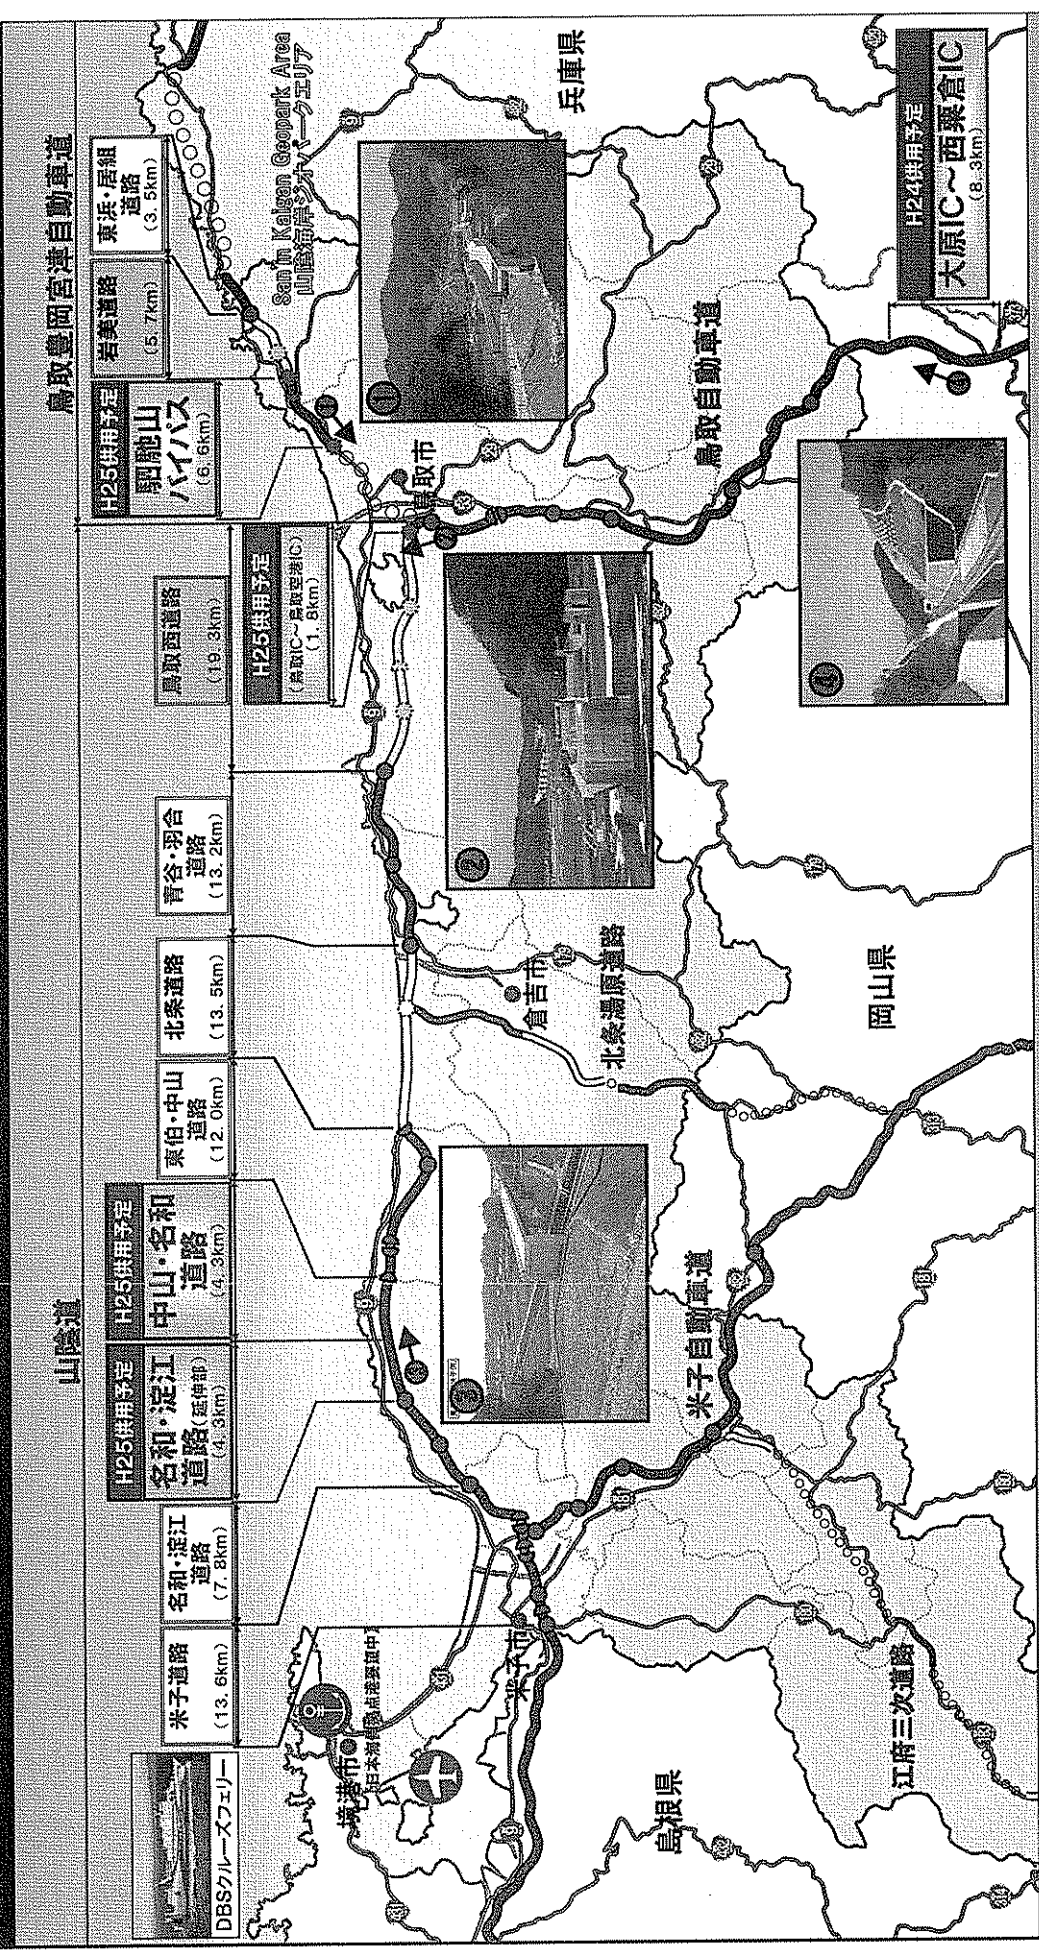 山陰道
鳥取豊岡宮津自動車道
DBSクルーズフェリー
米子道路
(13.6km)
名和・淀江
道路
(7.8km)
H25供用予定
名和・淀江
道路(延伸部)
(4.3km)
H25供用予定
中山・名和
道路
(4.3km)
東伯・中山
道路
(12.0km)
北条道路
(13.5km)
青谷・羽合
道路
(13.2km)
鳥取西道路
(19.3km)
H25供用予定
(鳥取IC～鳥取空港IC)
(1.8km)
H25供用予定
駟馳山
バイパス
(6.6km)
岩美道路
(5.7km)
東浜・居組
道路
(3.5km)
San'in Kaigan Geopark Area
山陰海岸ジオパークエリア
兵庫県
境港市
米子市
倉吉市
鳥取市
島根県
岡山県
米子自動車道
北条湯原道路
鳥取自動車道
江府三次道路
H24供用予定
大原IC～西粟倉IC
(8.3km)
①
②
③
④
9
9
9
29
53
179
181